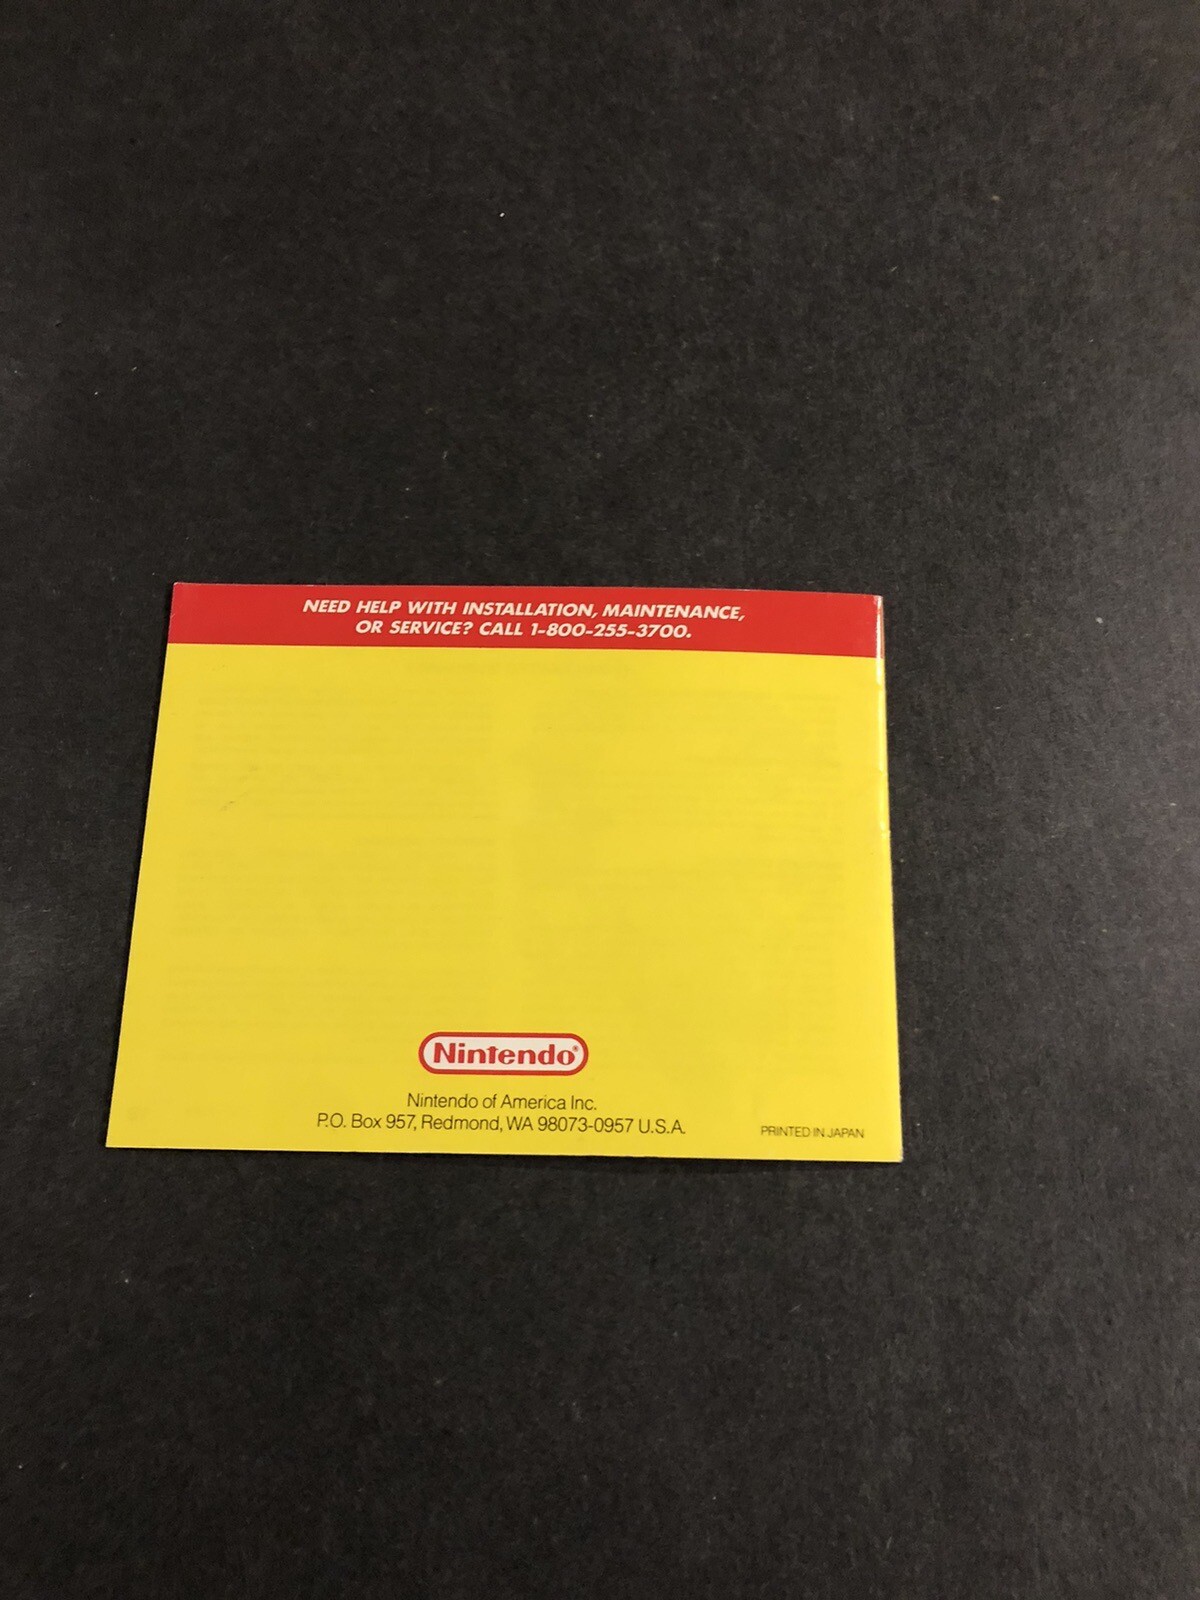 NEED HELP WITH INSTALLATION, MAINTENANCE,
OR SERVICE? CALL 1-800-255-3700.
Nintendo®
Nintendo of America Inc.
P.O. Box 957, Redmond, WA 98073-0957 U.S.A.
PRINTED IN JAPAN